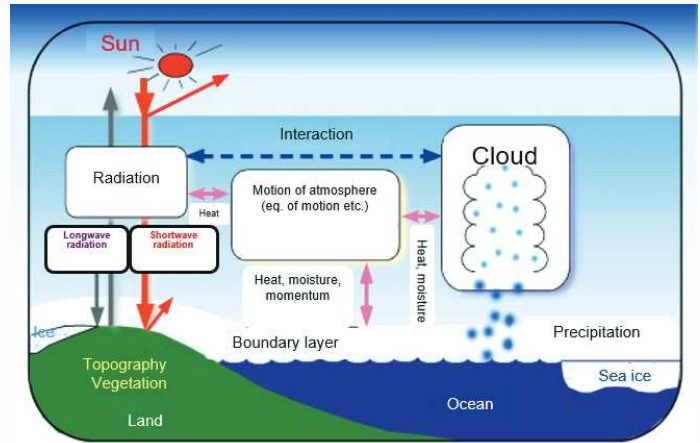 Sun
Interaction
Cloud
Radiation
Motion of atmosphere
(eq. of motion etc.)
Heat
Longwave
radiation
Shortwave
radiation
Heat, moisture,
momentum
Heat, moisture
Ice
Boundary layer
Precipitation
Topography
Vegetation
Sea ice
Ocean
Land